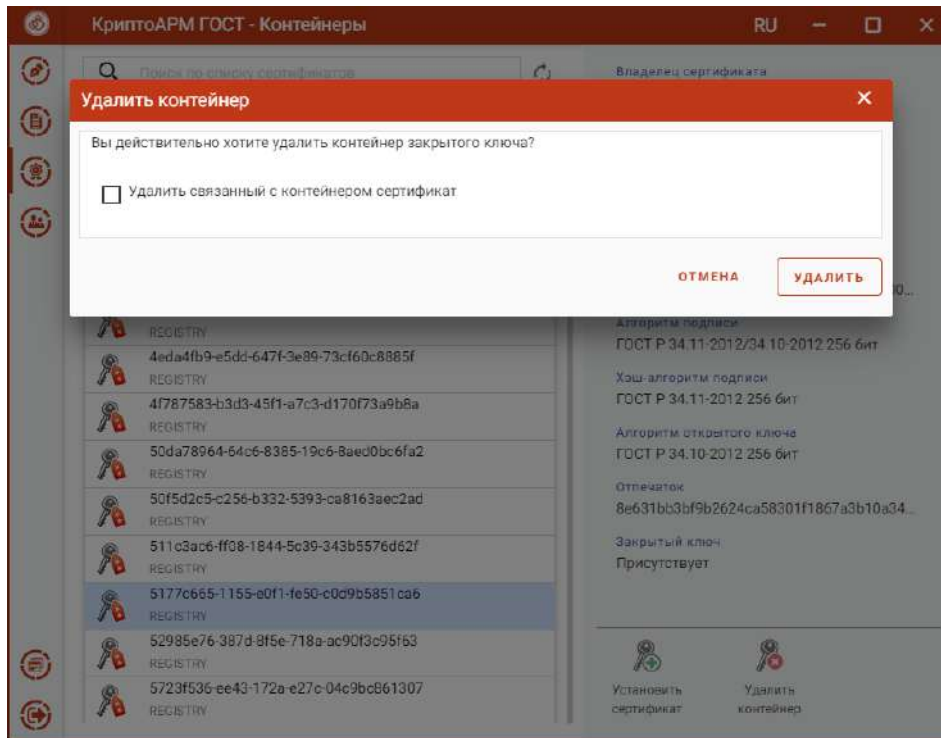 КриптоАРМ ГОСТ - Контейнеры
RU
Поиск по списку сертификатов
Владелец сертификата
Удалить контейнер
Вы действительно хотите удалить контейнер закрытого ключа?
Удалить связанный с контейнером сертификат
ОТМЕНА
УДАЛИТЬ
REGISTRY
4eda4fb9-e5dd-647f-3e89-73cf60c8885f
REGISTRY
4f787583-b3d3-45f1-a7c3-d170f73a9b8a
REGISTRY
50da78964-64c6-8385-19c6-8aed0bc6fa2
REGISTRY
50f5d2c5-c256-b332-5393-ca8163aec2ad
REGISTRY
511c3ac6-ff08-1844-5c39-343b5576d62f
REGISTRY
5177c665-1155-e0f1-fe50-c0d9b5851ca6
REGISTRY
52985e76-387d-8f5e-718a-ac90f3c95f63
REGISTRY
5723f536-ee43-172a-e27c-04c9bc861307
REGISTRY
Алгоритм подписи
ГОСТ Р 34.11-2012/34.10-2012 256 бит
Хэш-алгоритм подписи
ГОСТ Р 34.11-2012 256 бит
Алгоритм открытого ключа
ГОСТ Р 34.10-2012 256 бит
Отпечаток
8e631bb3bf9b2624ca58301f1867a3b10a34...
Закрытый ключ
Присутствует
Установить
сертификат
Удалить
контейнер